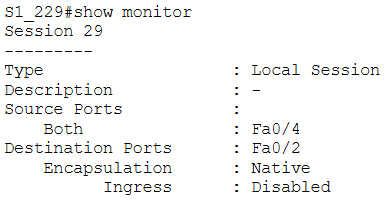 S1_229#show monitor
Session 29
---------
Type                   : Local Session
Description            : -
Source Ports           :
    Both               : Fa0/4
Destination Ports      : Fa0/2
    Encapsulation      : Native
          Ingress      : Disabled